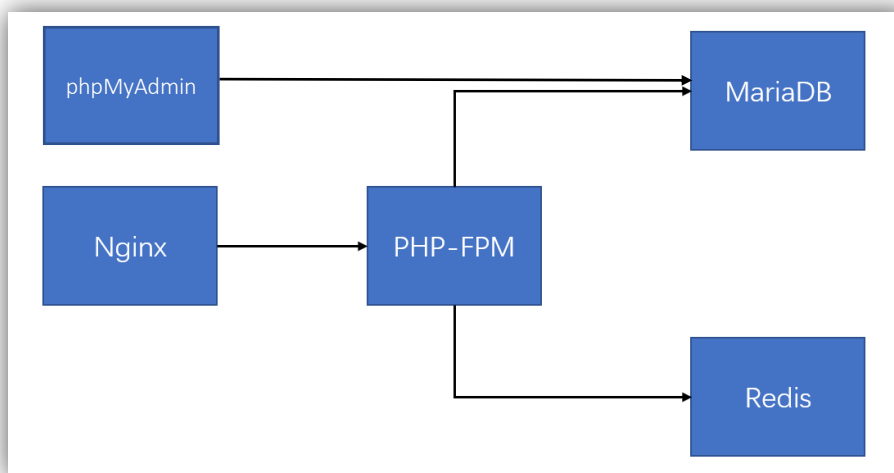 phpMyAdmin
MariaDB
Nginx
PHP-FPM
Redis